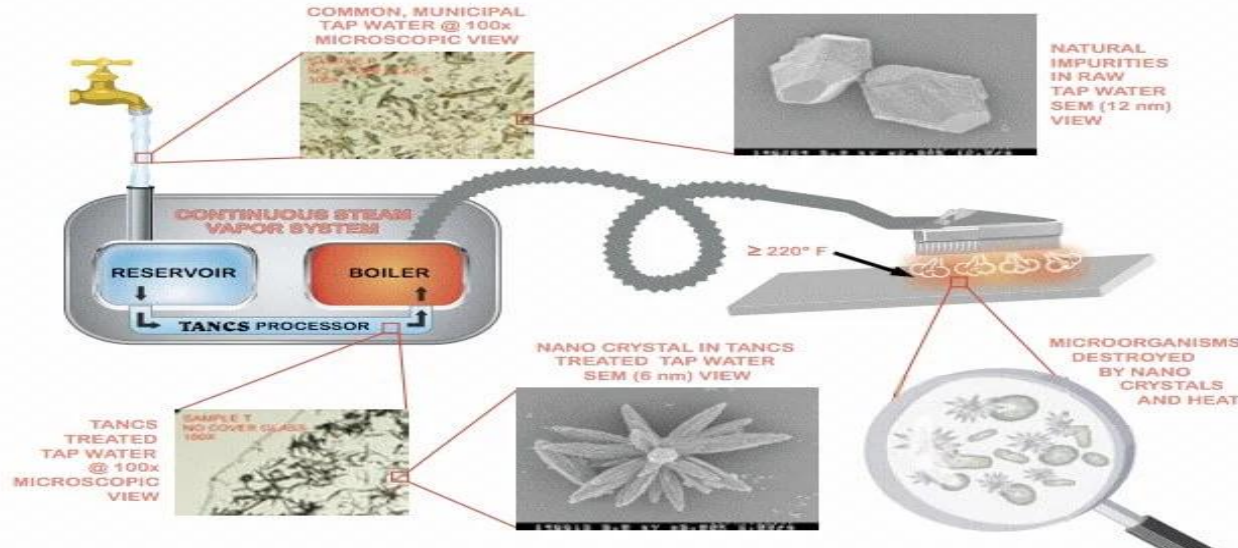 COMMON, MUNICIPAL
TAP WATER @ 100x
MICROSCOPIC VIEW
NATURAL
IMPURITIES
IN RAW
TAP WATER
SEM (12 nm)
VIEW
CONTINUOUS STEAM
VAPOR SYSTEM
≥ 220° F
RESERVOIR
BOILER
TANCS PROCESSOR
NANO CRYSTAL IN TANCS
TREATED TAP WATER
SEM (6 nm) VIEW
MICROORGANISMS
DESTROYED
BY NANO
CRYSTALS
AND HEAT
TANCS
TREATED
TAP WATER
@ 100x
MICROSCOPIC
VIEW
SAMPLE T
NO COVER GLASS
100X